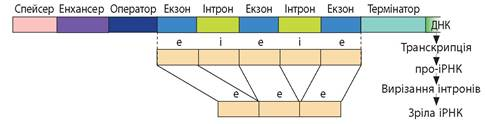 Спейсер Енхансер Оператор Екзон Інтрон Екзон Інтрон Екзон Термінатор ДНК
e i e i e
Транскрипція
про-іРНК
Вирізання інтронів
e e e
Зріла іРНК